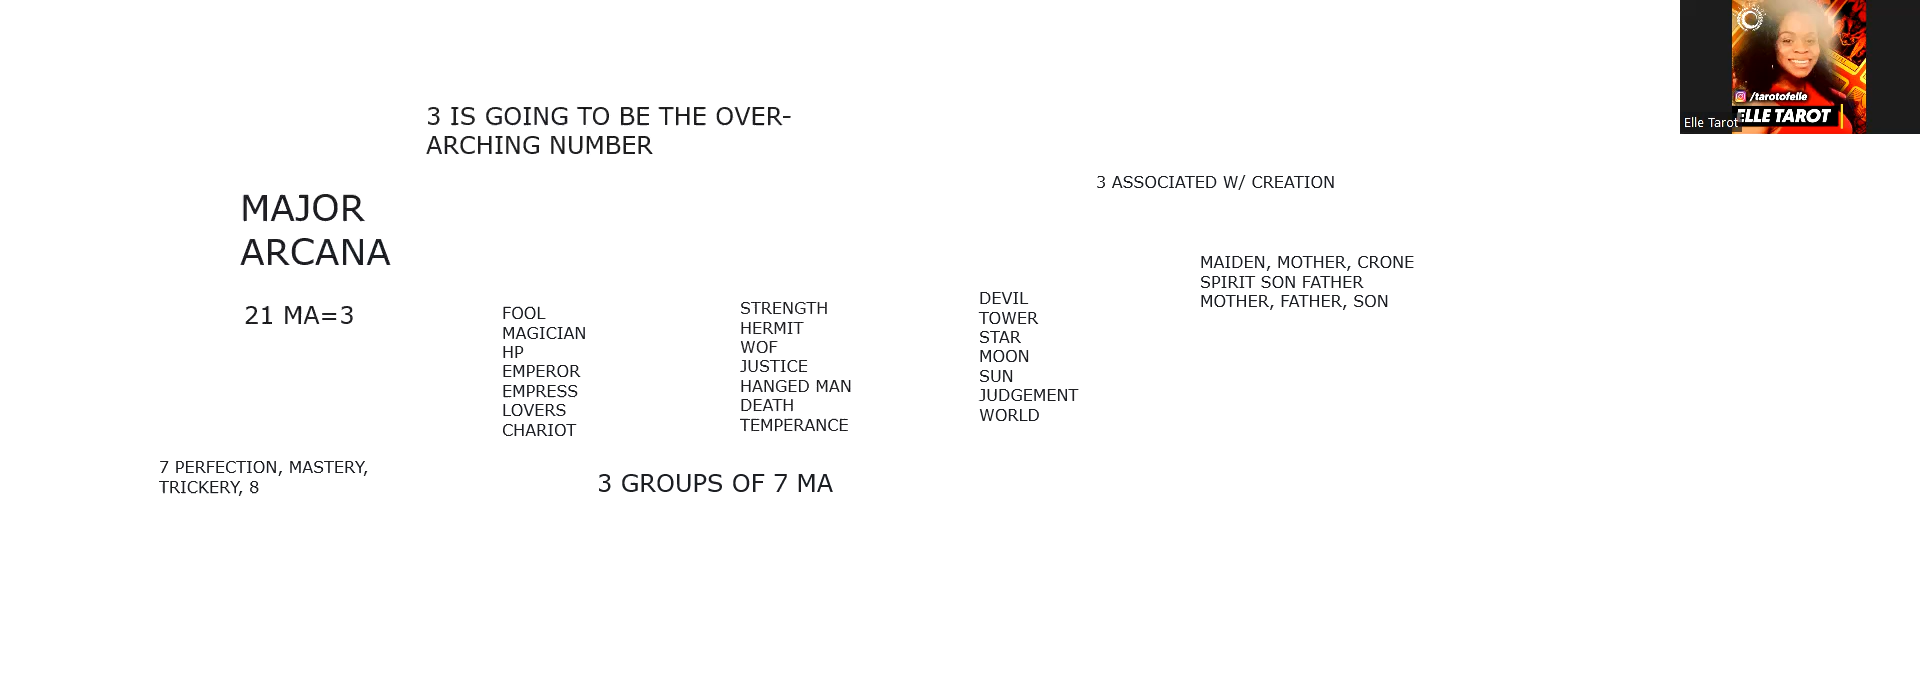 3 IS GOING TO BE THE OVER-
ARCHING NUMBER
MAJOR
ARCANA
21 MA=3
7 PERFECTION, MASTERY,
TRICKERY, 8
FOOL
MAGICIAN
HP
EMPEROR
EMPRESS
LOVERS
CHARIOT
STRENGTH
HERMIT
WOF
JUSTICE
HANGED MAN
DEATH
TEMPERANCE
DEVIL
TOWER
STAR
MOON
SUN
JUDGEMENT
WORLD
3 GROUPS OF 7 MA
3 ASSOCIATED W/ CREATION
MAIDEN, MOTHER, CRONE
SPIRIT SON FATHER
MOTHER, FATHER, SON
/tarotofelle
ELLE TAROT
Elle Tarot